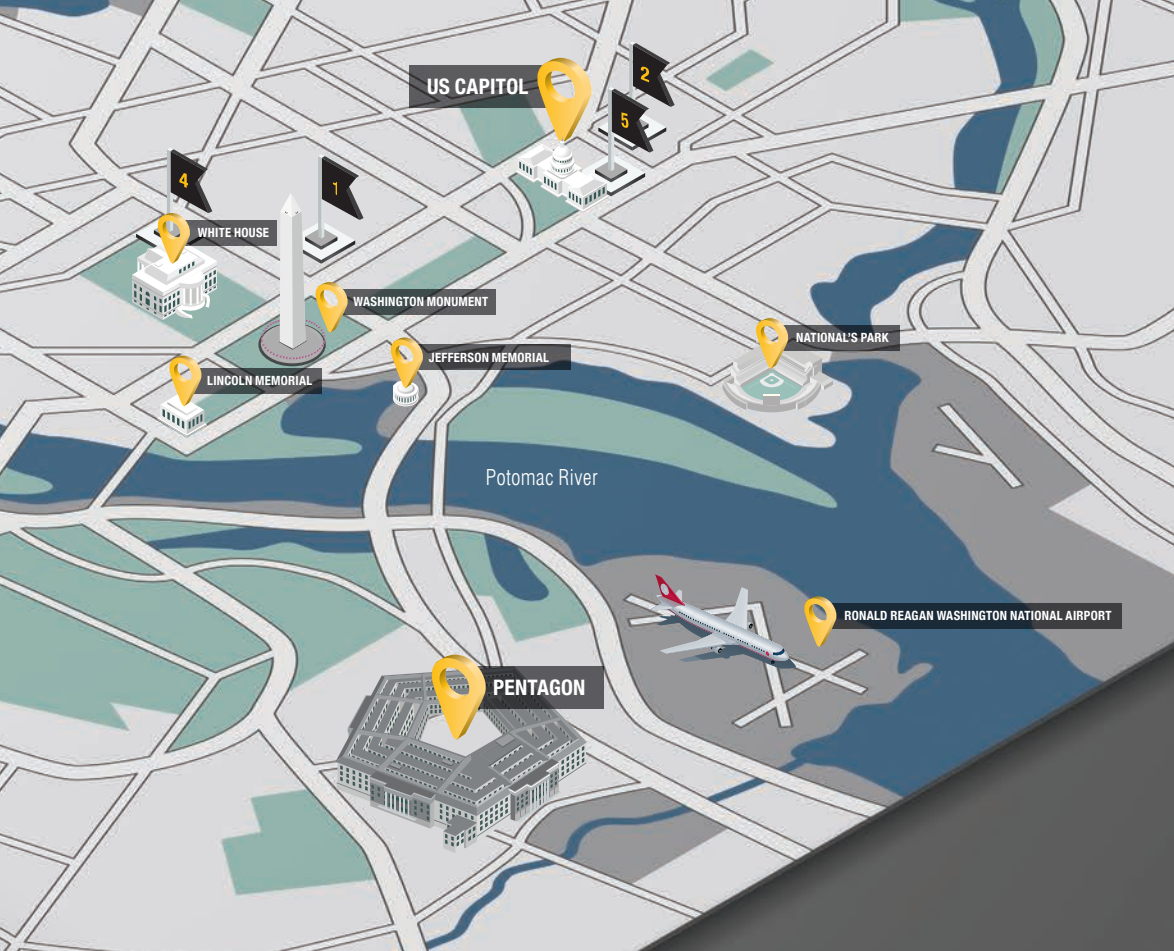 US CAPITOL
2
5
4
1
WHITE HOUSE
WASHINGTON MONUMENT
NATIONAL'S PARK
JEFFERSON MEMORIAL
LINCOLN MEMORIAL
Potomac River
RONALD REAGAN WASHINGTON NATIONAL AIRPORT
PENTAGON